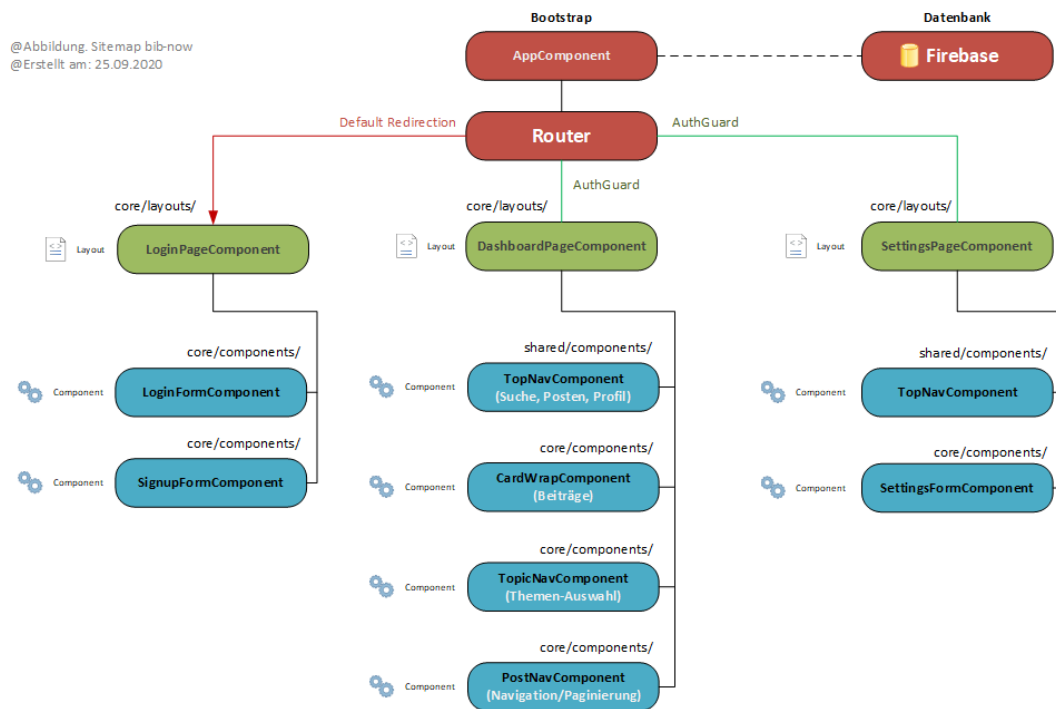 @Abbildung. Sitemap bib-now
@Erstellt am: 25.09.2020
Bootstrap
Datenbank
AppComponent
Firebase
Default Redirection
Router
AuthGuard
AuthGuard
core/layouts/
core/layouts/
core/layouts/
Layout
LoginPageComponent
Layout
DashboardPageComponent
Layout
SettingsPageComponent
core/components/
shared/components/
shared/components/
Component
LoginFormComponent
Component
TopNavComponent
(Suche, Posten, Profil)
Component
TopNavComponent
core/components/
core/components/
core/components/
Component
SignupFormComponent
Component
CardWrapComponent
(Beiträge)
Component
SettingsFormComponent
core/components/
Component
TopicNavComponent
(Themen-Auswahl)
core/components/
Component
PostNavComponent
(Navigation/Paginierung)